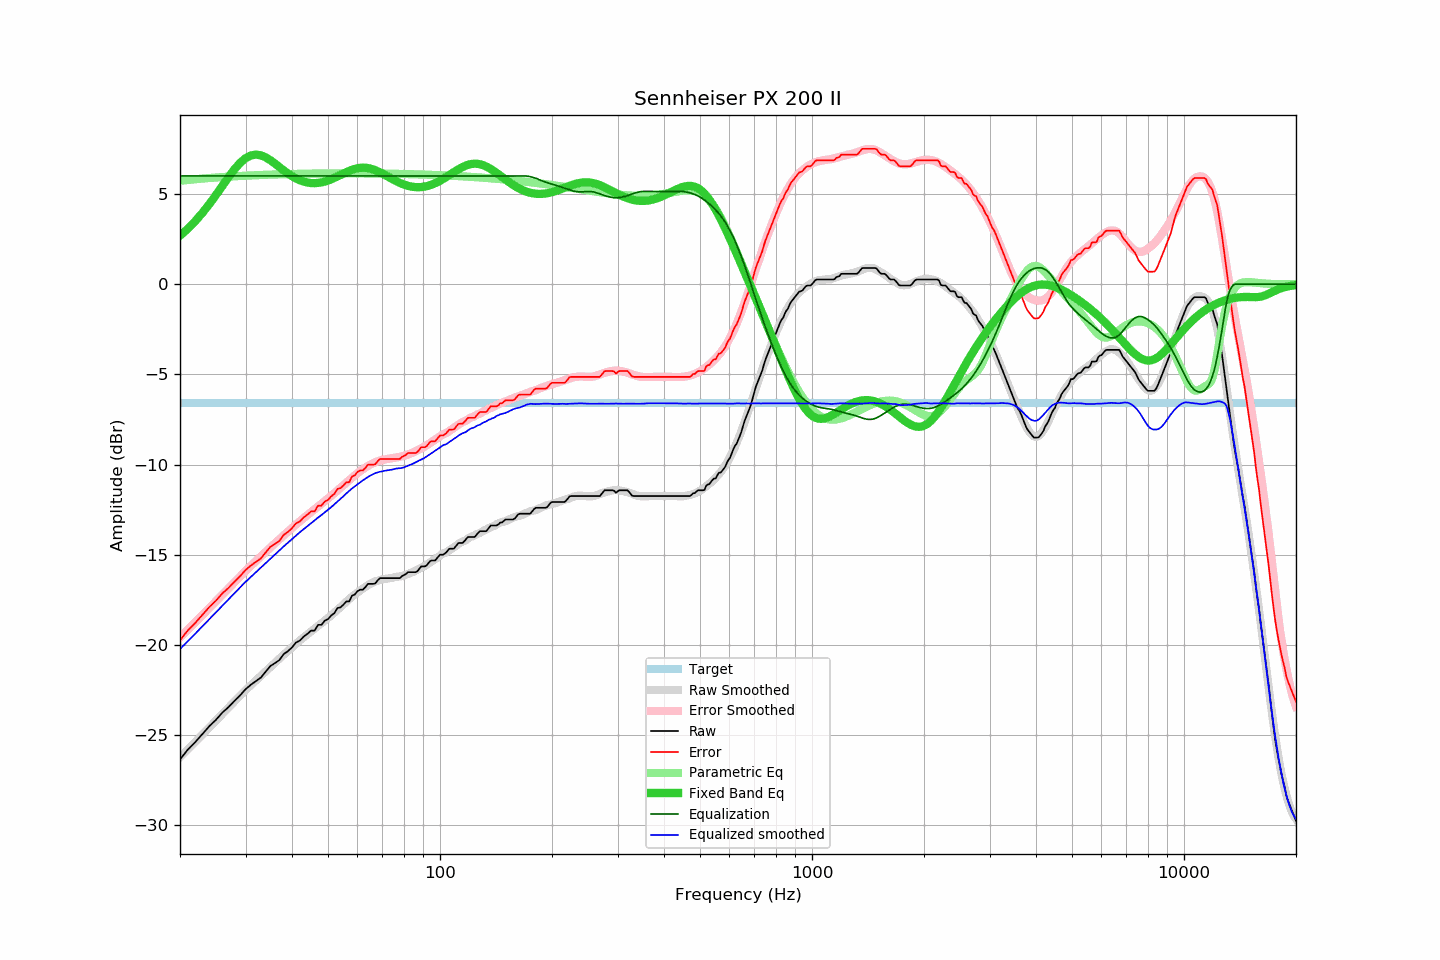 Sennheiser PX 200 II
5
0
−5
−10
−15
−20
−25
−30
Amplitude (dBr)
Target
Raw Smoothed
Error Smoothed
Raw
Error
Parametric Eq
Fixed Band Eq
Equalization
Equalized smoothed
100
1000
10000
Frequency (Hz)